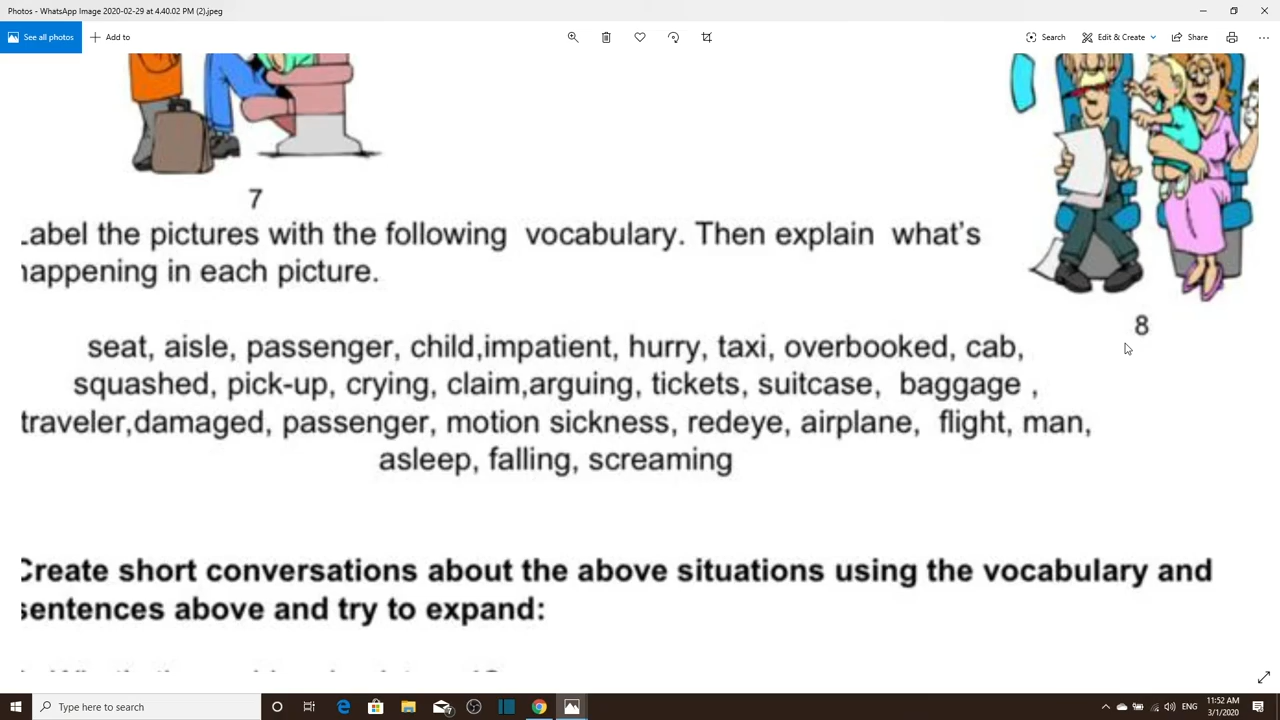 Photos - WhatsApp Image 2020-02-29 at 4.40.02 PM (2).jpeg
See all photos
Add to
Search
Edit & Create
Share
7
Label the pictures with the following vocabulary. Then explain what's
happening in each picture.
8
seat, aisle, passenger, child,impatient, hurry, taxi, overbooked, cab,
squashed, pick-up, crying, claim,arguing, tickets, suitcase, baggage ,
traveler,damaged, passenger, motion sickness, redeye, airplane, flight, man,
asleep, falling, screaming
Create short conversations about the above situations using the vocabulary and
sentences above and try to expand:
Type here to search
7
ENG
11:52 AM
3/1/2020